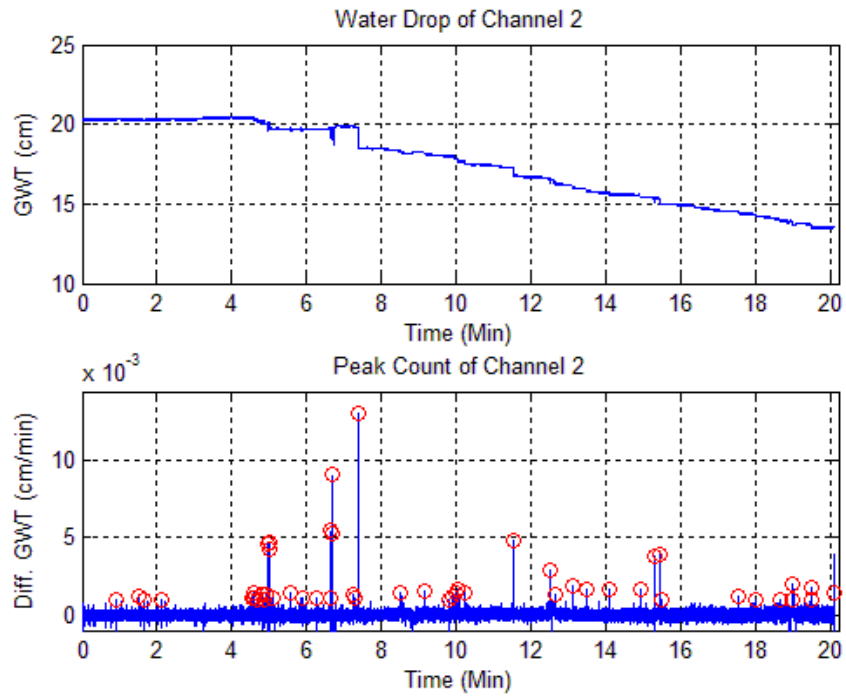 Water Drop of Channel 2
25
20
15
10
GWT (cm)
0 2 4 6 8 10 12 14 16 18 20
Time (Min)
x 10⁻³
Peak Count of Channel 2
10
5
0
Diff. GWT (cm/min)
0 2 4 6 8 10 12 14 16 18 20
Time (Min)